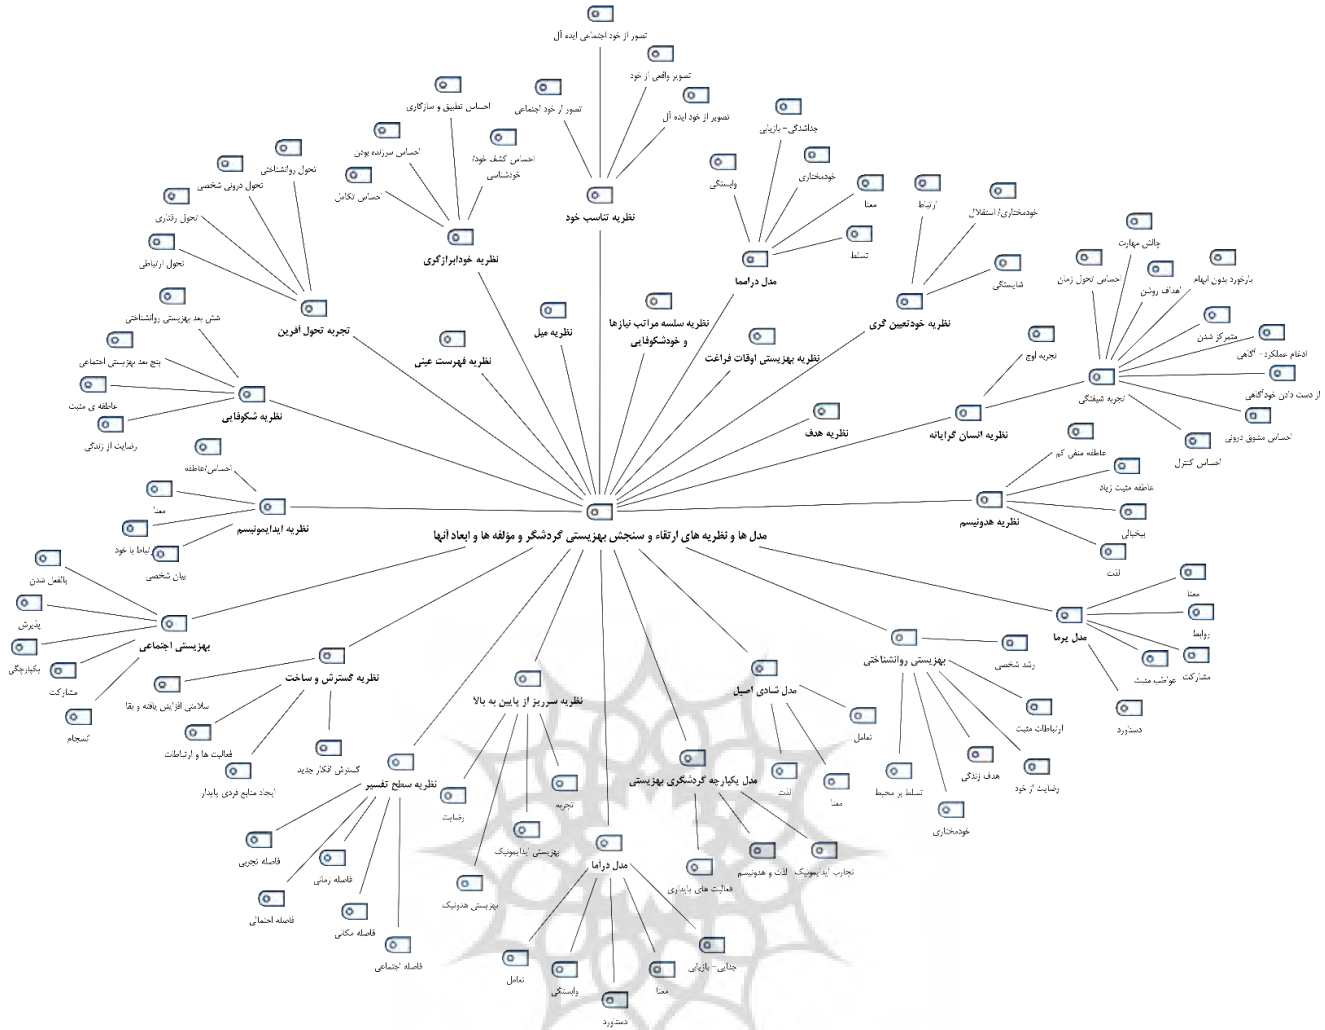 تصور از خود اجتماعی ایده آل
تصویر واقعی از خود
تصور از خود اجتماعی
تصویر از خود ایده آل
نظریه تناسب خود
احساس تطبیق و سازگاری
احساس سرزنده بودن
احساس کشف خود/
خودشناسی
احساس تکامل
نظریه خودابرازگری
تحول روانشناختی
تحول درونی شخصی
تحول رفتاری
تحول ارتباطی
تجربه تحول آفرین
جداشدگی- بازیابی
وابستگی
خودمختاری
معنا
تسلط
مدل درامما
ارتباط
خودمختاری/ استقلال
شایستگی
نظریه خودتعیین گری
چالش مهارت
احساس تحول زمان
اهداف روشن
بازخورد بدون ابهام
متمرکز شدن
ادغام عملکرد- آگاهی
از دست دادن خودآگاهی
احساس مشوق درونی
احساس کنترل
تجربه شیفتگی
تجربه اوج
نظریه انسان گرایانه
نظریه میل
نظریه سلسه مراتب نیازها
و خودشکوفایی
نظریه بهزیستی اوقات فراغت
نظریه فهرست عینی
نظریه هدف
شش بعد بهزیستی روانشناختی
پنج بعد بهزیستی اجتماعی
عاطفه ی مثبت
رضایت از زندگی
نظریه شکوفایی
احساس/عاطفه
معنا
ارتباط با خود
بیان شخصی
نظریه ایدایمونیسم
عاطفه منفی کم
عاطفه مثبت زیاد
بیخیالی
لذت
نظریه هدونیسم
مدل ها و نظریه های ارتقاء و سنجش بهزیستی گردشگر و مؤلفه ها و ابعاد آنها
بالفعل شدن
پذیرش
یکپارچگی
مشارکت
انسجام
بهزیستی اجتماعی
معنا
روابط
مشارکت
عواطف مثبت
دستاورد
مدل پرما
نظریه گسترش و ساخت
سلامتی افزایش یافته و بقا
فعالیت ها و ارتباطات
ایجاد منابع فردی پایدار
گسترش افکار جدید
بهزیستی روانشناختی
رشد شخصی
ارتباطات مثبت
رضایت از خود
هدف زندگی
خودمختاری
تسلط بر محیط
مدل شادی اصیل
تعامل
معنا
لذت
نظریه سرریز از پایین به بالا
رضایت
تجربه
بهزیستی ایدایمونیک
بهزیستی هدونیک
نظریه سطح تفسیر
فاصله تجربی
فاصله زمانی
فاصله احتمالی
فاصله مکانی
فاصله اجتماعی
مدل یکپارچه گردشگری بهزیستی
فعالیت های پایداری
لذت و هدونیسم
تجارب ایدیمونیک
مدل دراما
تعامل
وابستگی
دستاورد
معنا
جدایی- بازیابی